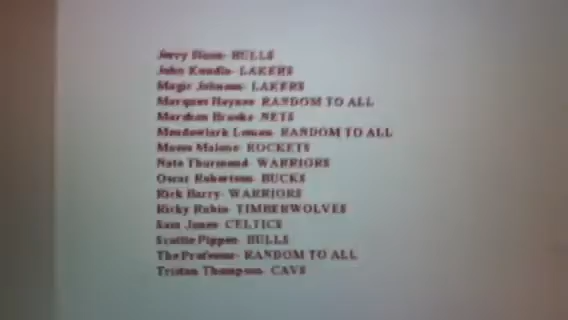 Jerry Sloan- BULLS
John Kundla- LAKERS
Magic Johnson- LAKERS
Marques Haynes- RANDOM TO ALL
Marshon Brooks- NETS
Meadowlark Lemon- RANDOM TO ALL
Moses Malone- ROCKETS
Nate Thurmond- WARRIORS
Oscar Robertson- BUCKS
Rick Barry- WARRIORS
Ricky Rubio- TIMBERWOLVES
Sam Jones- CELTICS
Scottie Pippen- BULLS
The Professor- RANDOM TO ALL
Tristan Thompson- CAVS